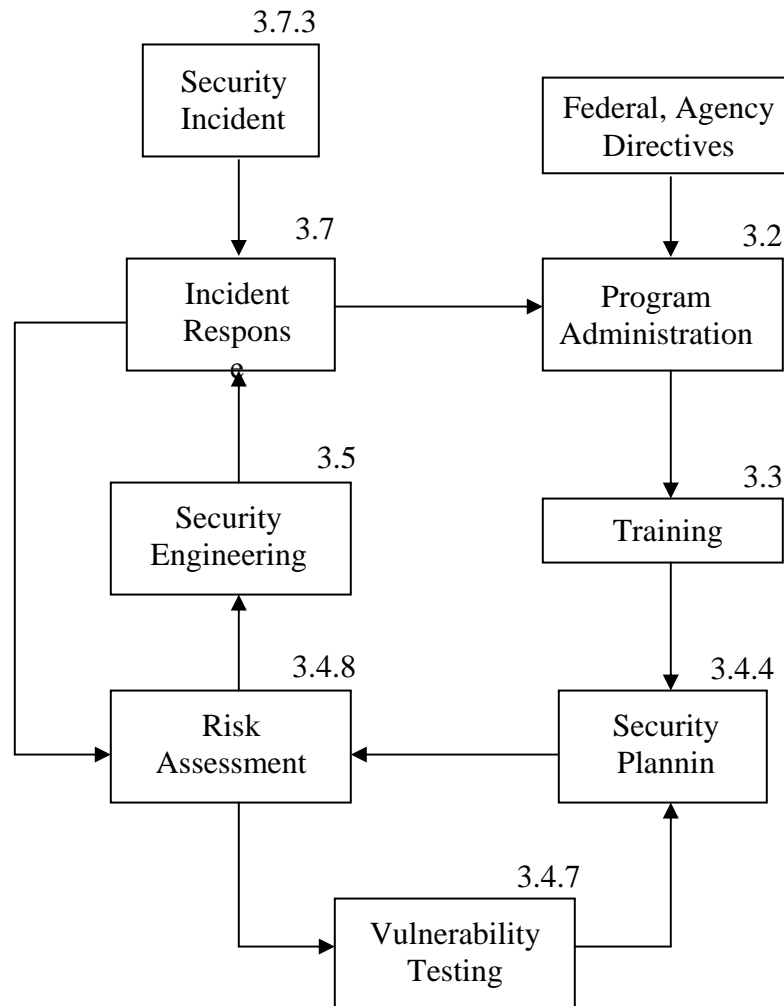 3.7.3
Security
Incident
Federal, Agency
Directives
3.7
Incident
Respons
e
3.2
Program
Administration
3.5
Security
Engineering
3.3
Training
3.4.8
Risk
Assessment
3.4.4
Security
Plannin
3.4.7
Vulnerability
Testing